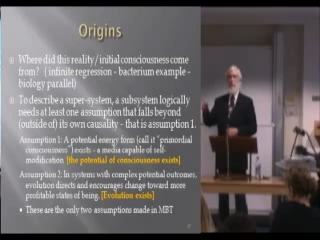 Origins
Where did this reality / initial consciousness come
from? ( infinite regression - bacterium example -
biology parallel)
To describe a super-system, a subsystem logically
needs at least one assumption that falls beyond
(outside of) its own causality - that is assumption 1.
Assumption 1: A potential energy form (call it "primordial
consciousness") exists - a media capable of self-
modification [the potential of consciousness exists]
Assumption 2: In systems with complex potential outcomes,
evolution directs and encourages change toward more
profitable states of being. [Evolution exists]
• These are the only two assumptions made in MBT